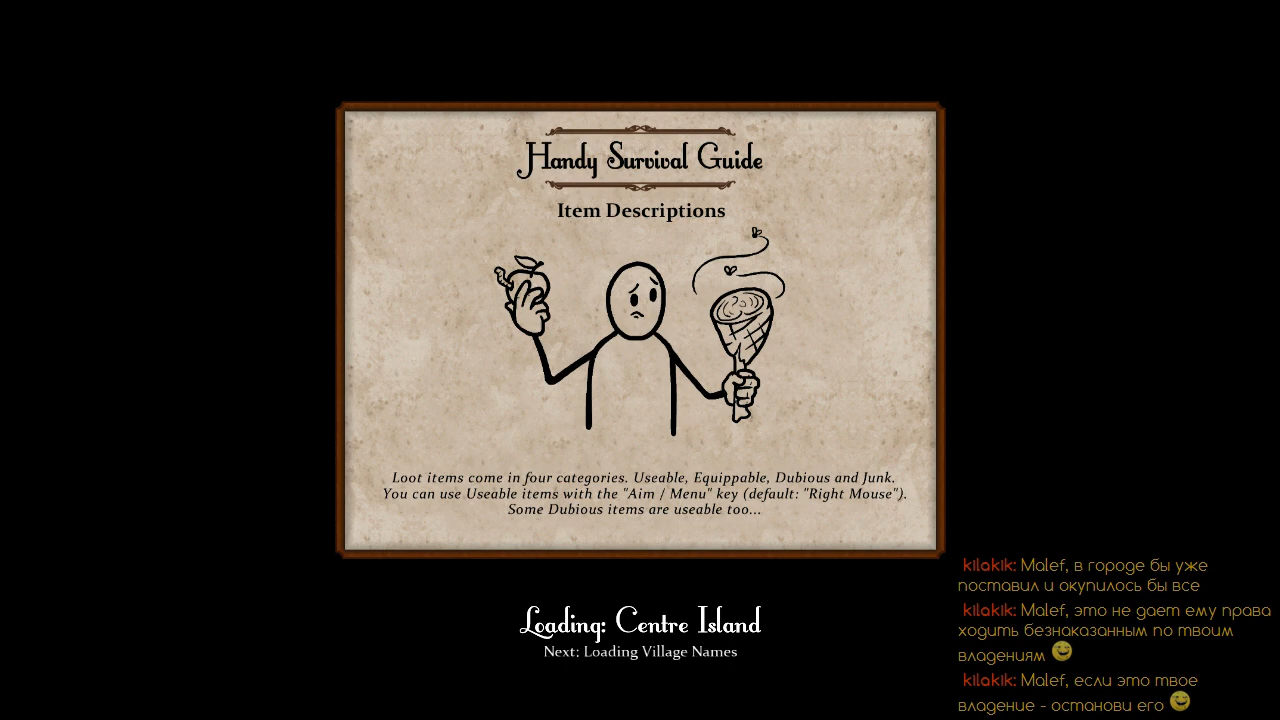 Handy Survival Guide
Item Descriptions
Loot items come in four categories. Useable, Equippable, Dubious and Junk.
You can use Useable items with the "Aim / Menu" key (default: "Right Mouse").
Some Dubious items are useable too...
Loading: Centre Island
Next: Loading Village Names
kilakik: Malef, в городе бы уже
поставил и окупилось бы все
kilakik: Malef, это не дает ему права
ходить безнаказанным по твоим
владениям
kilakik: Malef, если это твое
владение - останови его